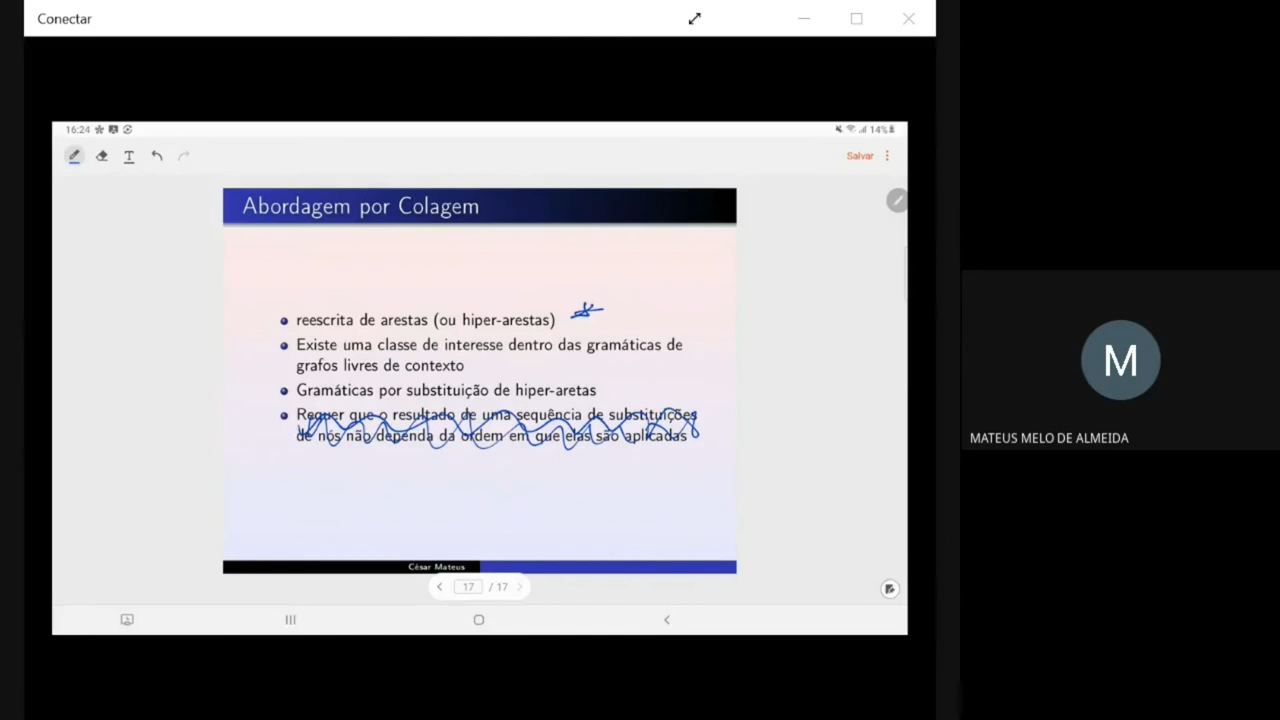 Conectar
16:24
14%
T
Salvar
Abordagem por Colagem
reescrita de arestas (ou hiper-arestas)
Existe uma classe de interesse dentro das gramáticas de
grafos livres de contexto
Gramáticas por substituição de hiper-aretas
Requer que o resultado de uma sequência de substituições
de nós não dependa da ordem em que elas são aplicadas
César Mateus
17 / 17
M
MATEUS MELO DE ALMEIDA